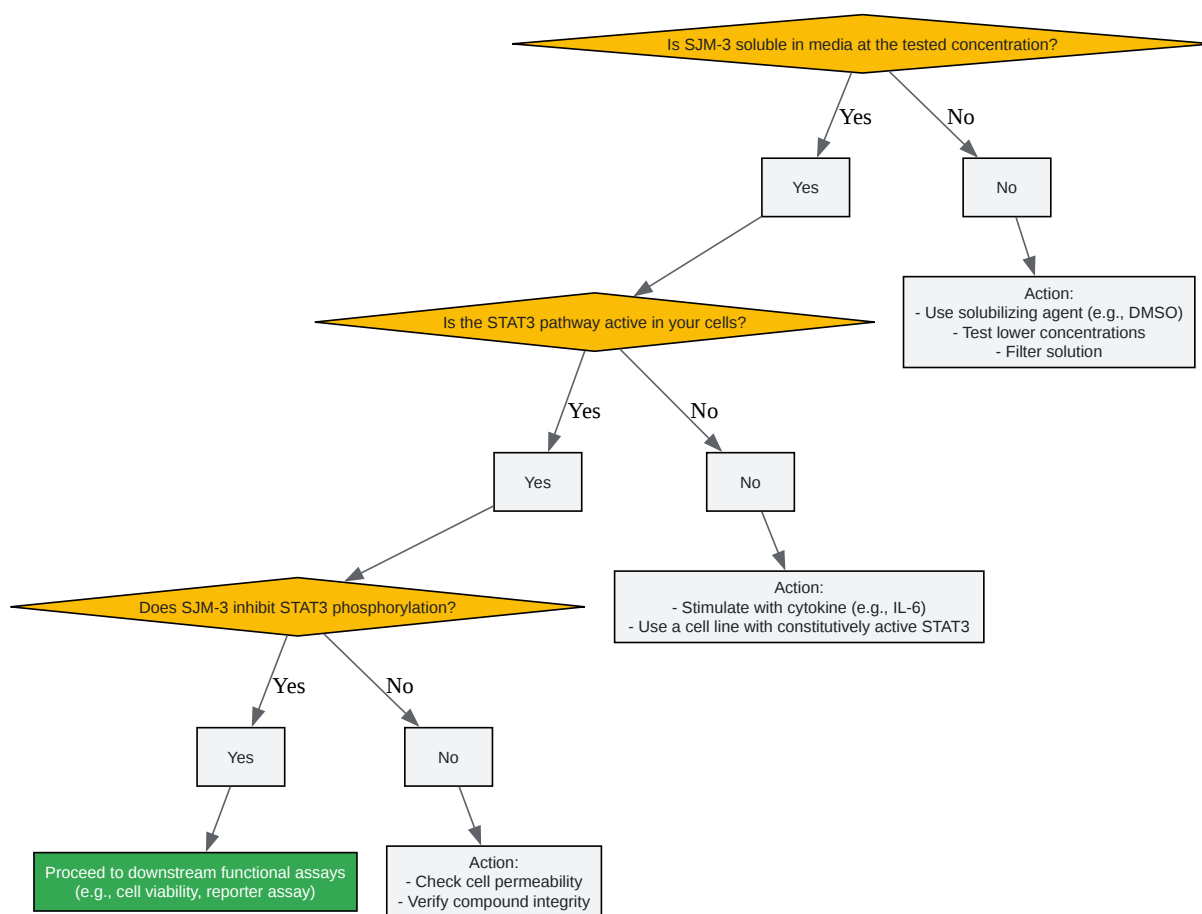 Is SJM-3 soluble in media at the tested concentration?
Yes
No
Yes
No
Action:
- Use solubilizing agent (e.g., DMSO)
- Test lower concentrations
- Filter solution
Is the STAT3 pathway active in your cells?
Yes
No
Yes
No
Action:
- Stimulate with cytokine (e.g., IL-6)
- Use a cell line with constitutively active STAT3
Does SJM-3 inhibit STAT3 phosphorylation?
Yes
No
Yes
No
Proceed to downstream functional assays
(e.g., cell viability, reporter assay)
Action:
- Check cell permeability
- Verify compound integrity